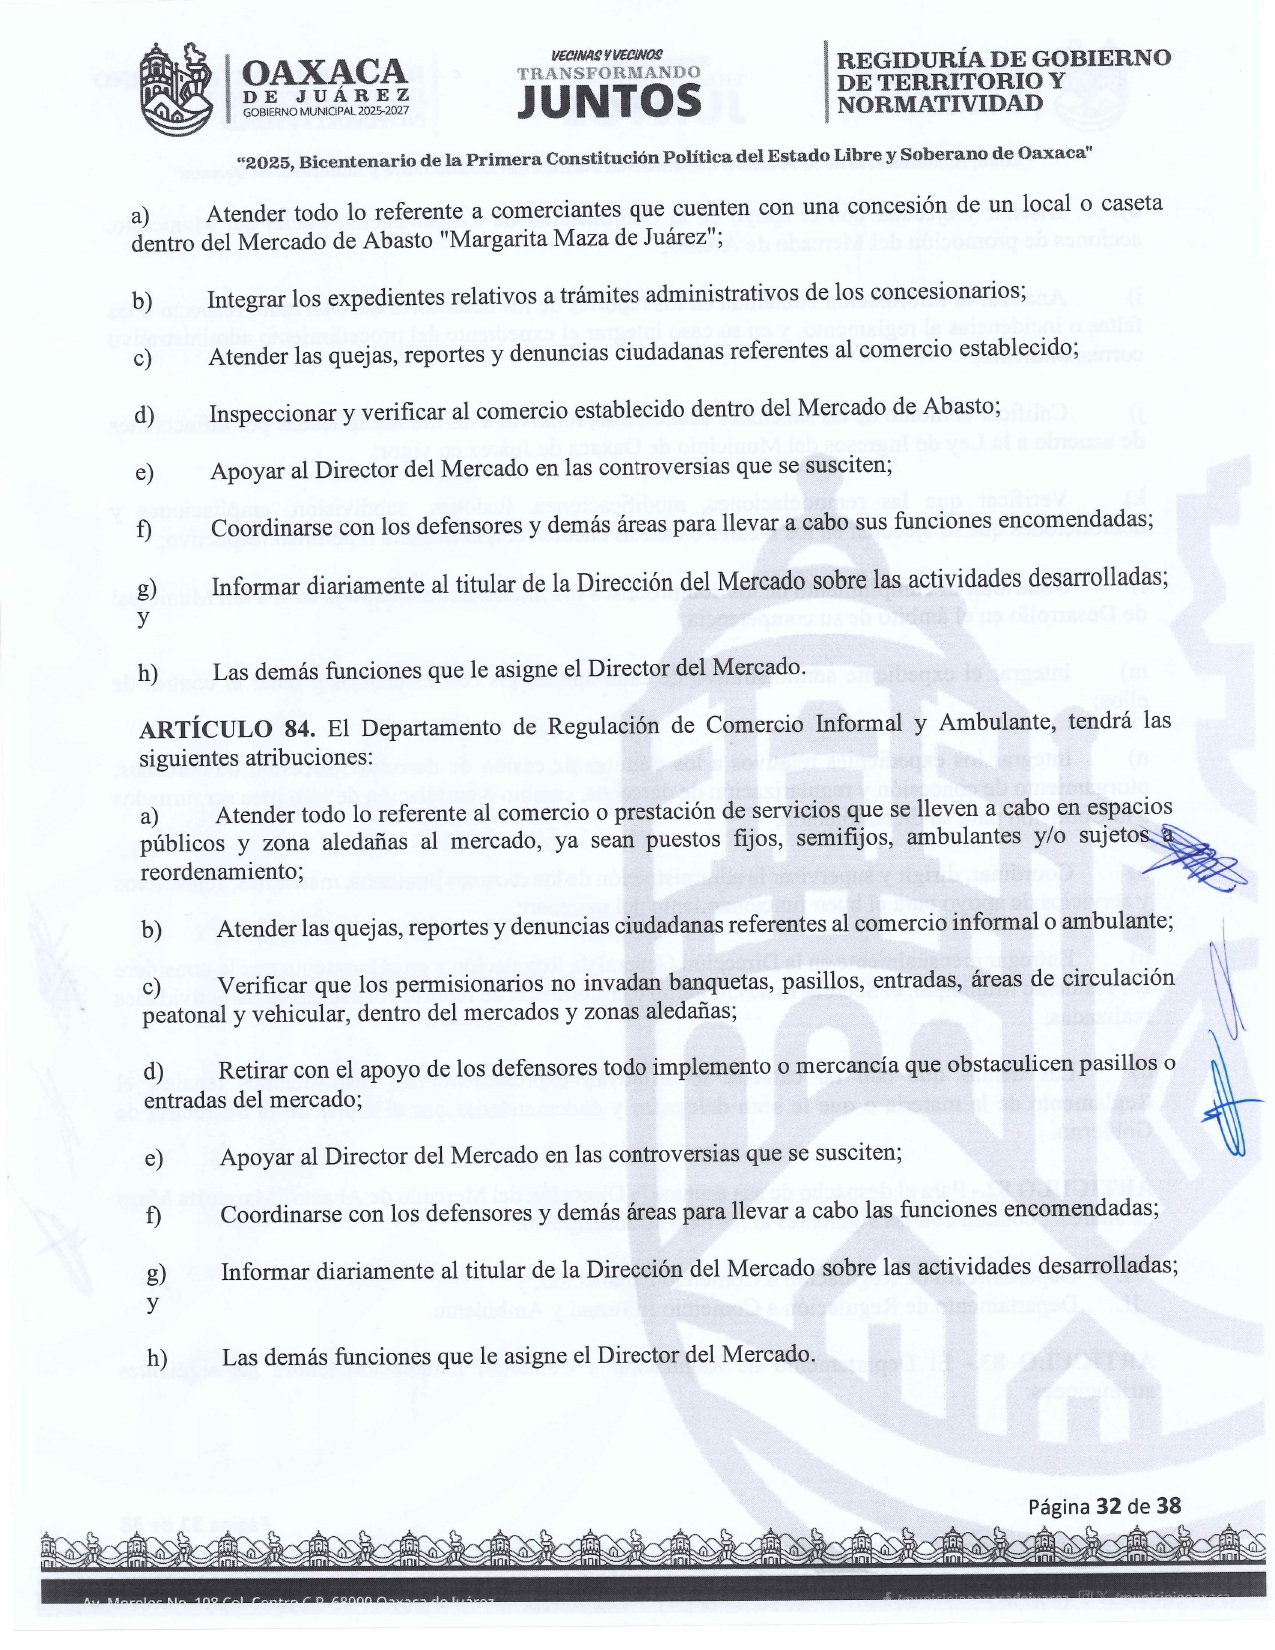 OAXACA
DE JUÁREZ
GOBIERNO MUNICIPAL 2025-2027
VECINAS Y VECINOS
TRANSFORMANDO
JUNTOS
REGIDURÍA DE GOBIERNO
DE TERRITORIO Y
NORMATIVIDAD
"2025, Bicentenario de la Primera Constitución Política del Estado Libre y Soberano de Oaxaca"
a) Atender todo lo referente a comerciantes que cuenten con una concesión de un local o caseta
dentro del Mercado de Abasto "Margarita Maza de Juárez";
b) Integrar los expedientes relativos a trámites administrativos de los concesionarios;
c) Atender las quejas, reportes y denuncias ciudadanas referentes al comercio establecido;
d) Inspeccionar y verificar al comercio establecido dentro del Mercado de Abasto;
e) Apoyar al Director del Mercado en las controversias que se susciten;
f) Coordinarse con los defensores y demás áreas para llevar a cabo sus funciones encomendadas;
g) Informar diariamente al titular de la Dirección del Mercado sobre las actividades desarrolladas;
y
h) Las demás funciones que le asigne el Director del Mercado.
ARTÍCULO 84. El Departamento de Regulación de Comercio Informal y Ambulante, tendrá las
siguientes atribuciones:
a) Atender todo lo referente al comercio o prestación de servicios que se lleven a cabo en espacios
públicos y zona aledañas al mercado, ya sean puestos fijos, semifijos, ambulantes y/o sujetos a
reordenamiento;
b) Atender las quejas, reportes y denuncias ciudadanas referentes al comercio informal o ambulante;
c) Verificar que los permisionarios no invadan banquetas, pasillos, entradas, áreas de circulación
peatonal y vehicular, dentro del mercados y zonas aledañas;
d) Retirar con el apoyo de los defensores todo implemento o mercancía que obstaculicen pasillos o
entradas del mercado;
e) Apoyar al Director del Mercado en las controversias que se susciten;
f) Coordinarse con los defensores y demás áreas para llevar a cabo las funciones encomendadas;
g) Informar diariamente al titular de la Dirección del Mercado sobre las actividades desarrolladas;
y
h) Las demás funciones que le asigne el Director del Mercado.
Página 32 de 38
Av. Morelos No. 108 Col. Centro C.P. 68000 Oaxaca de Juárez